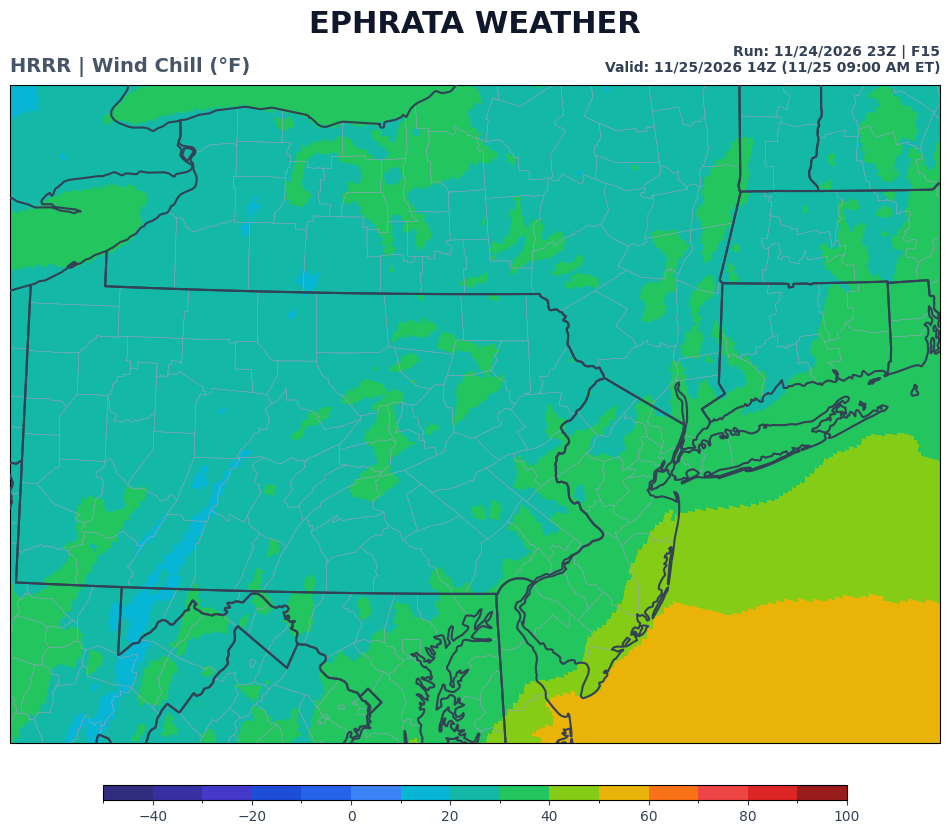 EPHRATA WEATHER
HRRR | Wind Chill (°F)
Run: 11/24/2026 23Z | F15
Valid: 11/25/2026 14Z (11/25 09:00 AM ET)
−40 −20 0 20 40 60 80 100